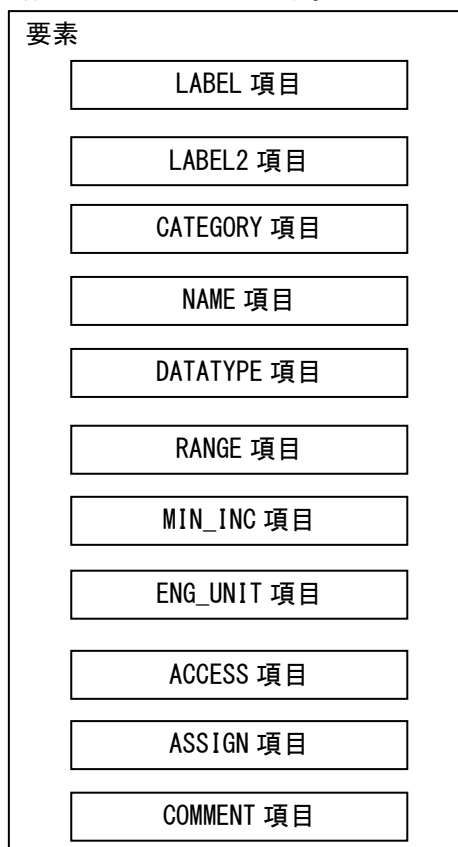 要素
LABEL 項目
LABEL2 項目
CATEGORY 項目
NAME 項目
DATATYPE 項目
RANGE 項目
MIN_INC 項目
ENG_UNIT 項目
ACCESS 項目
ASSIGN 項目
COMMENT 項目